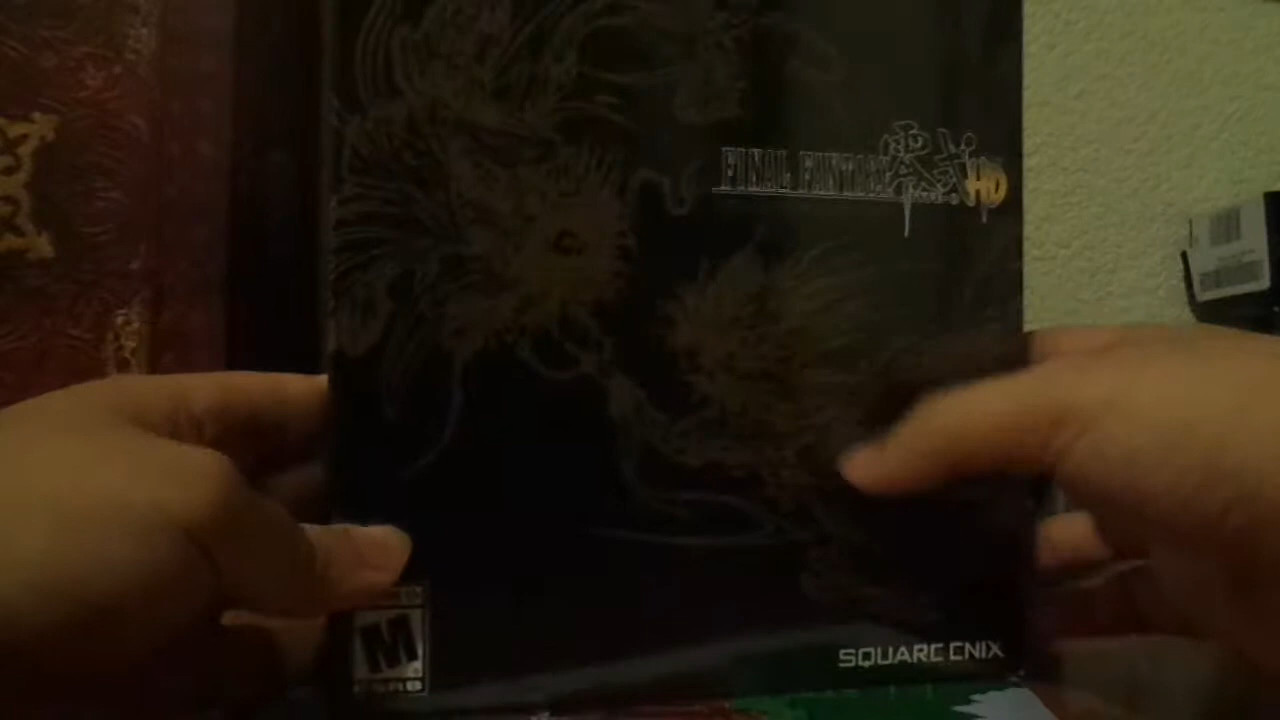 FINAL FANTASY 零式 HD
M
SQUARE ENIX